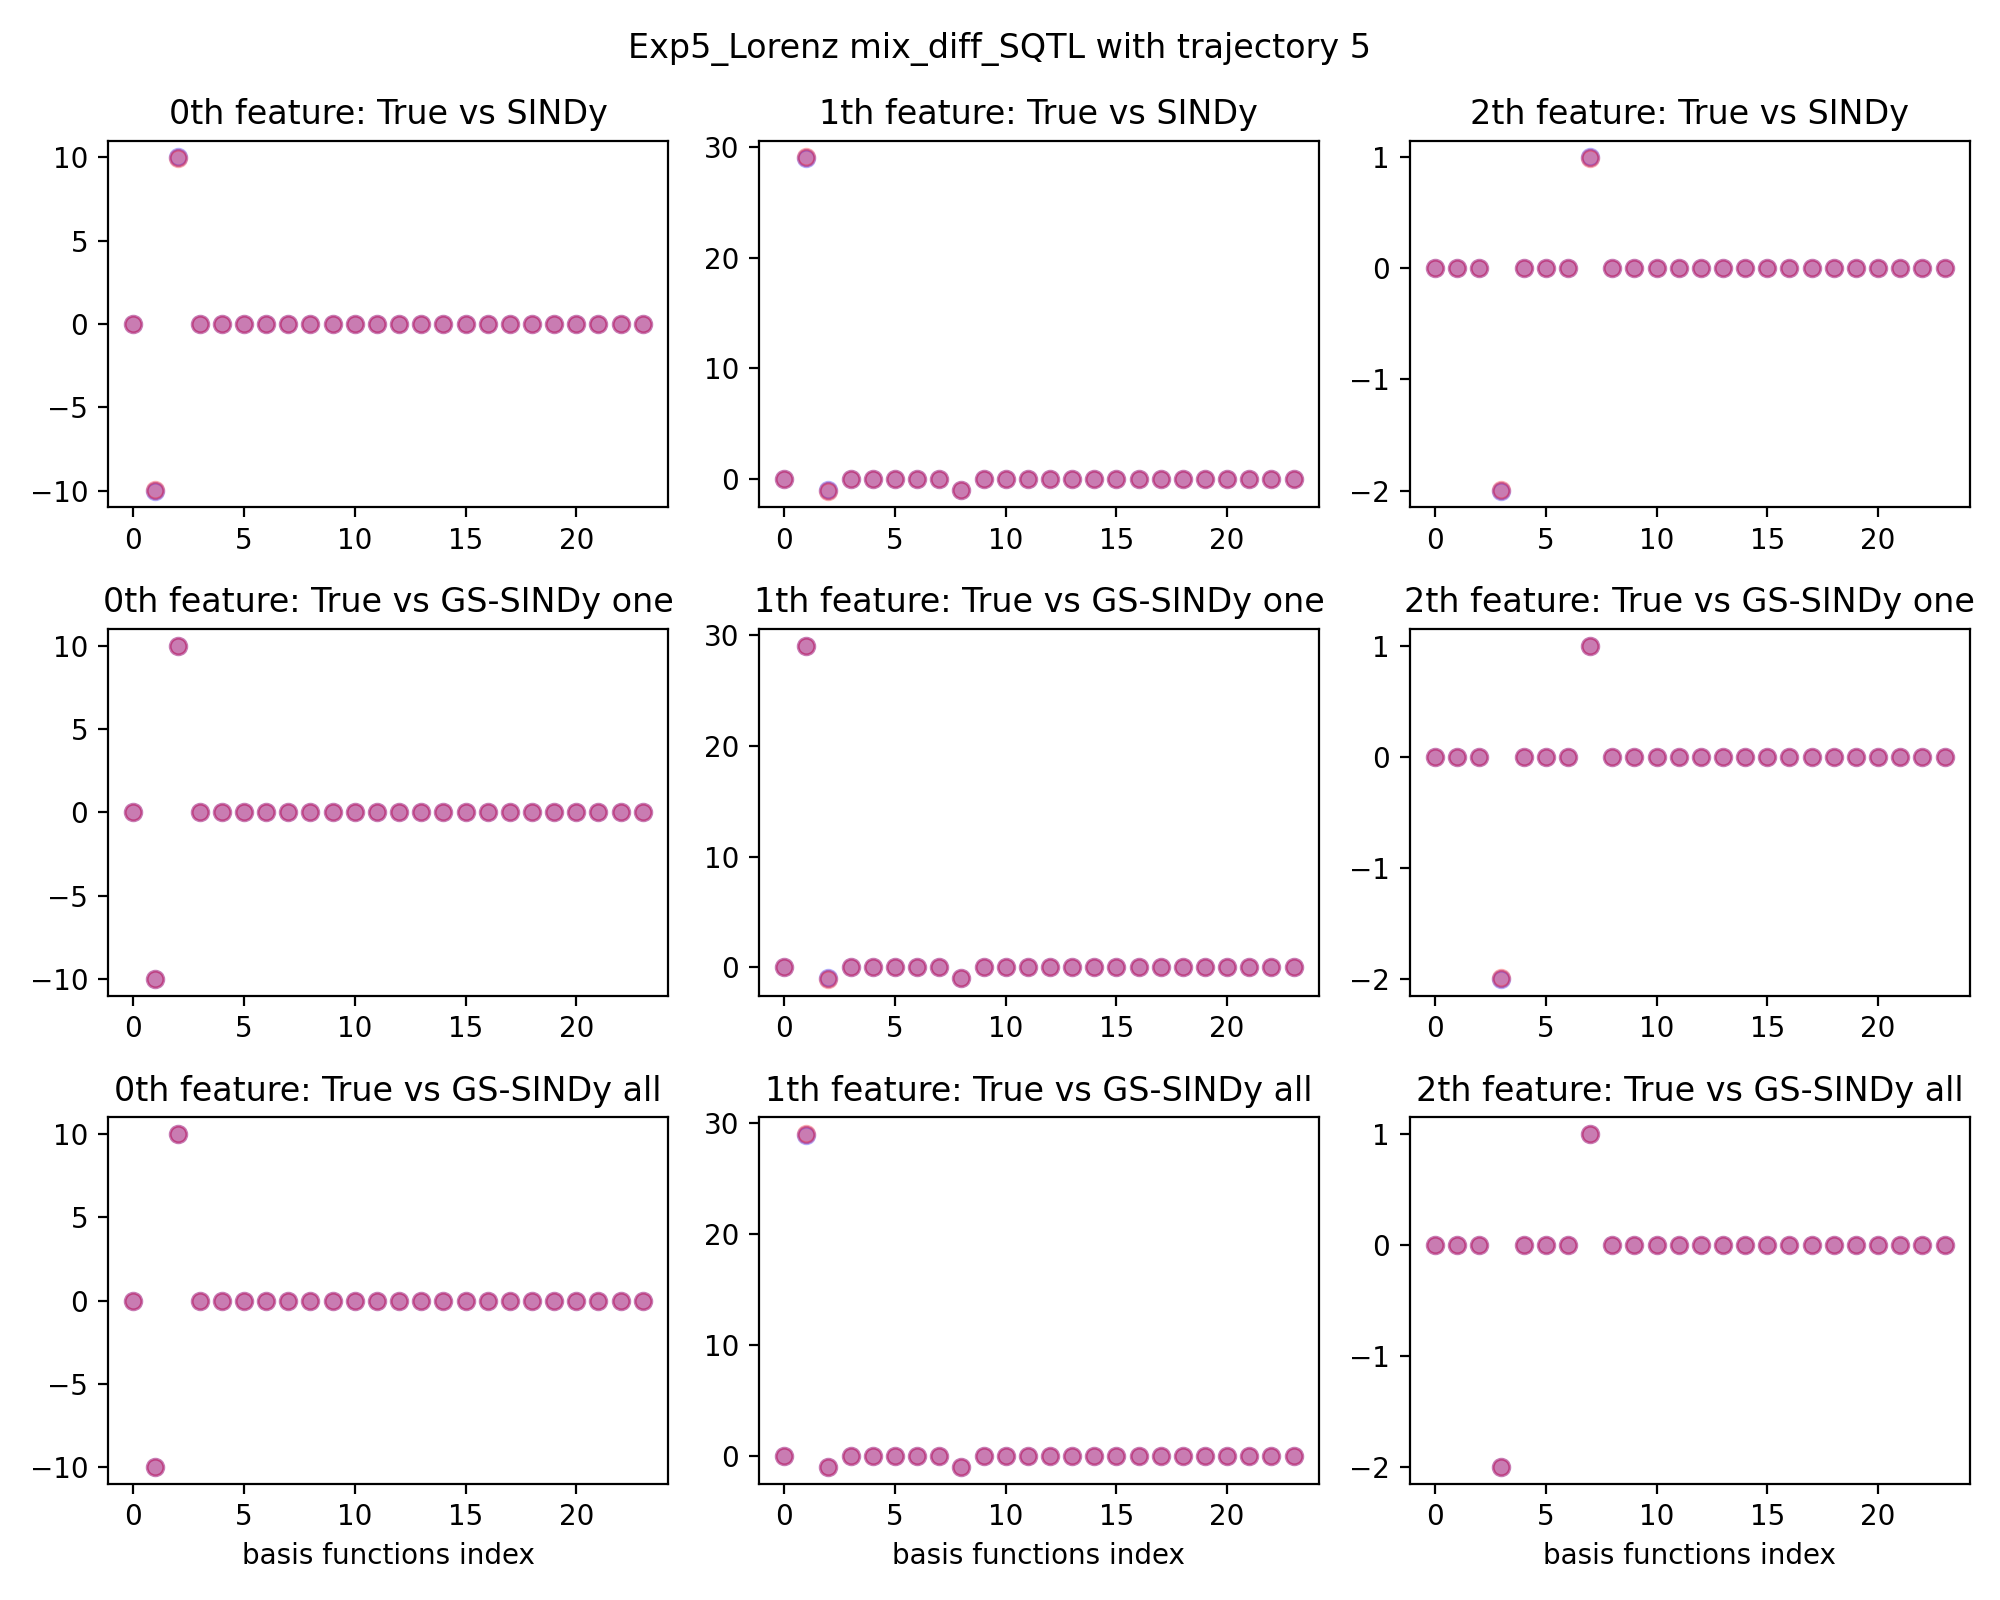 Exp5_Lorenz mix_diff_SQTL with trajectory 5
0th feature: True vs SINDy
1th feature: True vs SINDy
2th feature: True vs SINDy
10
5
0
−5
−10
0 5 10 15 20
30
20
10
0
0 5 10 15 20
1
0
−1
−2
0 5 10 15 20
0th feature: True vs GS-SINDy one
1th feature: True vs GS-SINDy one
2th feature: True vs GS-SINDy one
10
5
0
−5
−10
0 5 10 15 20
30
20
10
0
0 5 10 15 20
1
0
−1
−2
0 5 10 15 20
0th feature: True vs GS-SINDy all
1th feature: True vs GS-SINDy all
2th feature: True vs GS-SINDy all
10
5
0
−5
−10
0 5 10 15 20
30
20
10
0
0 5 10 15 20
1
0
−1
−2
0 5 10 15 20
basis functions index
basis functions index
basis functions index